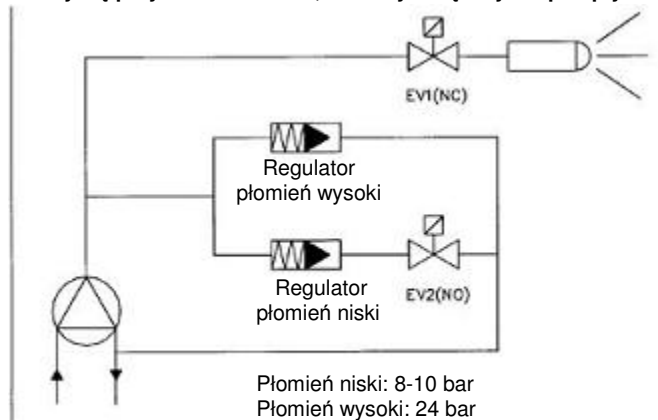 EV1(NC)
Regulator
płomień wysoki
Regulator
płomień niski
EV2(NO)
Płomień niski: 8-10 bar
Płomień wysoki: 24 bar